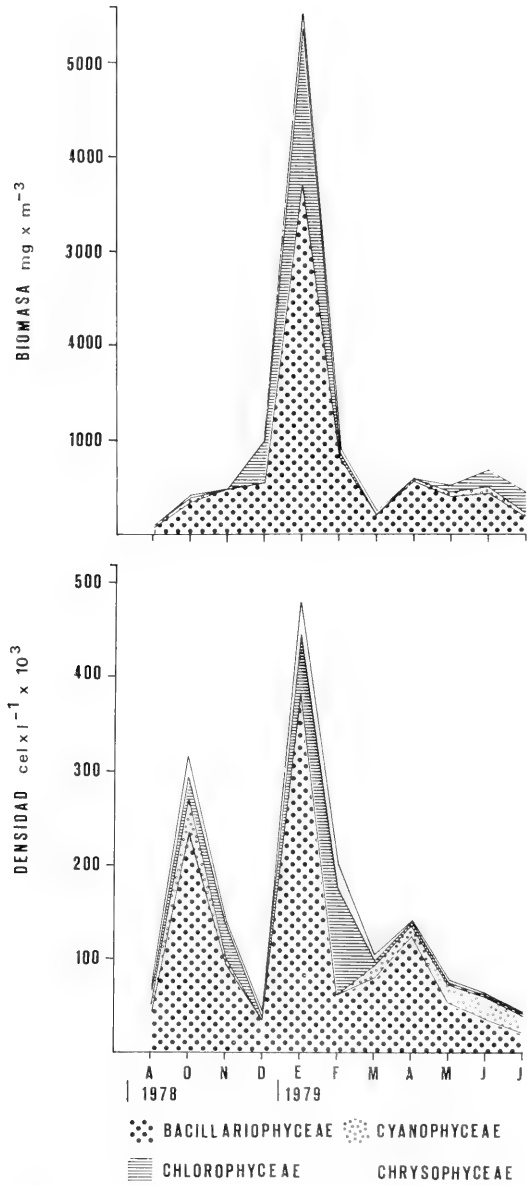 5000
4000
3000
4000
1000
BIOMASA mg x m⁻³
500
400
300
200
100
DENSIDAD cel x l⁻¹ x 10³
A O N D E F M A M J J
1978 1979
BACILLARIOPHYCEAE CYANOPHYCEAE
CHLOROPHYCEAE CHRYSOPHYCEAE